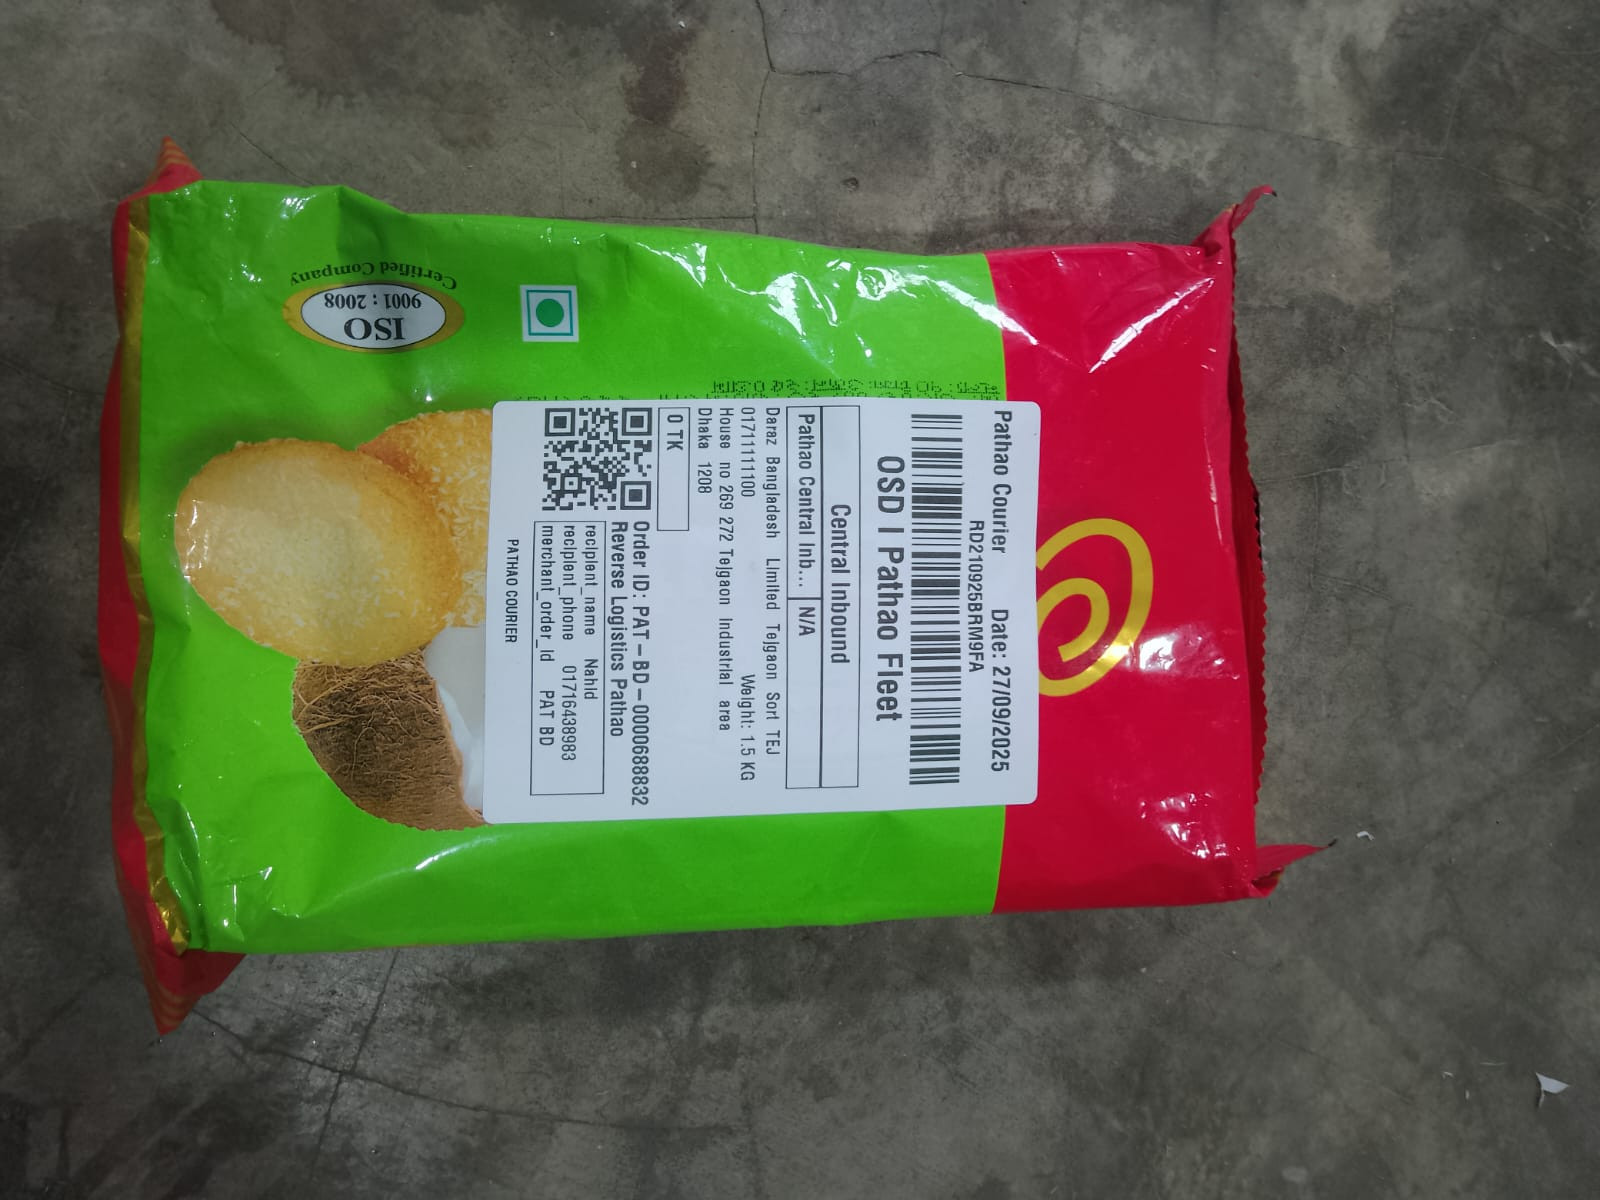 Pathao Courier Date: 27/09/2025
RD210925BRM9FA
OSD | Pathao Fleet
Central Inbound
Pathao Central Inb... N/A
Daraz Bangladesh Limited Tejgaon Sort TEJ
01711111100 Weight: 1.5 KG
House no 269 272 Tejgaon Industrial area
Dhaka 1208
0 TK
Order ID: PAT-BD-0000688832
Reverse Logistics Pathao
recipient_name Nahid
recipient_phone 01716438983
merchant_order_id PAT BD
PATHAO COURIER
ISO
9001 : 2008
Certified Company